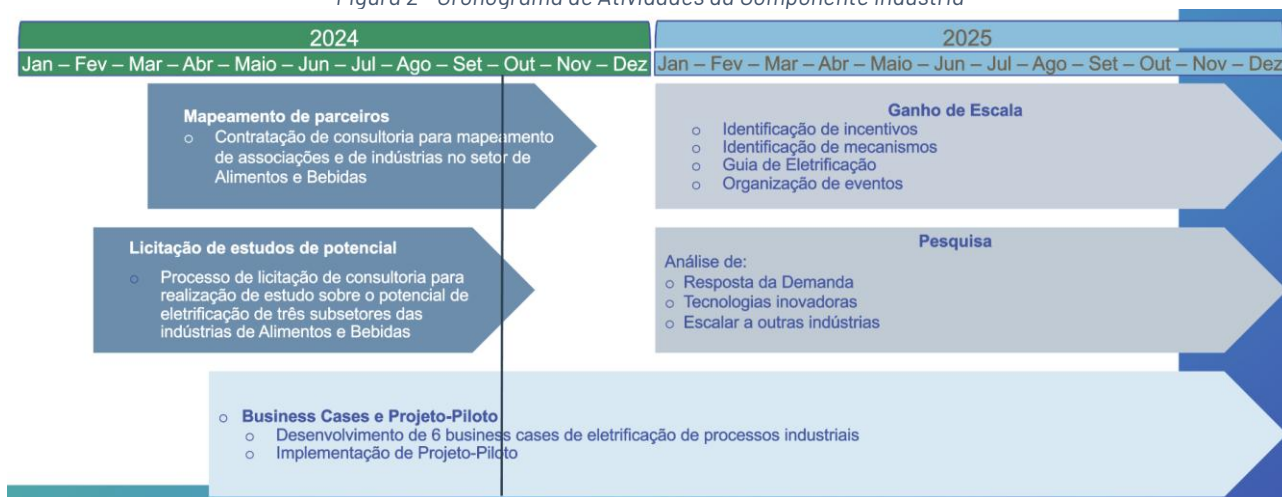 Figura 2 - Cronograma de Atividades da Componente Indústria
2024
2025
Jan – Fev – Mar – Abr – Maio – Jun – Jul – Ago – Set – Out – Nov – Dez
Jan – Fev – Mar – Abr – Maio – Jun – Jul – Ago – Set – Out – Nov – Dez
Mapeamento de parceiros
o Contratação de consultoria para mapeamento
de associações e de indústrias no setor de
Alimentos e Bebidas
Ganho de Escala
o Identificação de incentivos
o Identificação de mecanismos
o Guia de Eletrificação
o Organização de eventos
Licitação de estudos de potencial
o Processo de licitação de consultoria para
realização de estudo sobre o potencial de
eletrificação de três subsetores das
indústrias de Alimentos e Bebidas
Pesquisa
Análise de:
o Resposta da Demanda
o Tecnologias inovadoras
o Escalar a outras indústrias
o Business Cases e Projeto-Piloto
o Desenvolvimento de 6 business cases de eletrificação de processos industriais
o Implementação de Projeto-Piloto